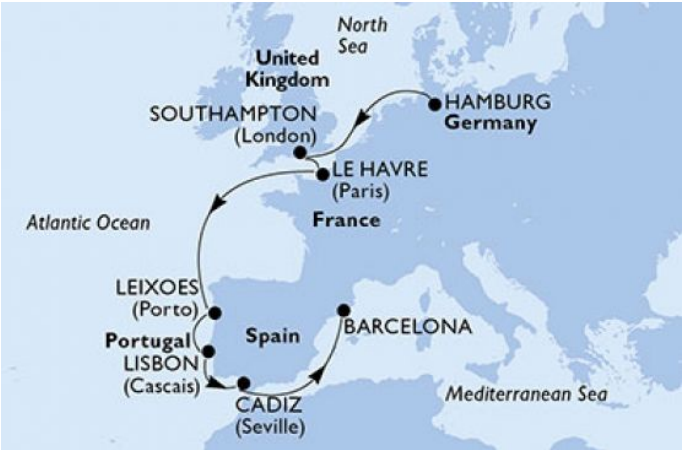 North
Sea
United
Kingdom
HAMBURG
Germany
SOUTHAMPTON
(London)
LE HAVRE
(Paris)
France
Atlantic Ocean
LEIXOES
(Porto)
Portugal
Spain
BARCELONA
LISBON
(Cascais)
CADIZ
(Seville)
Mediterranean Sea